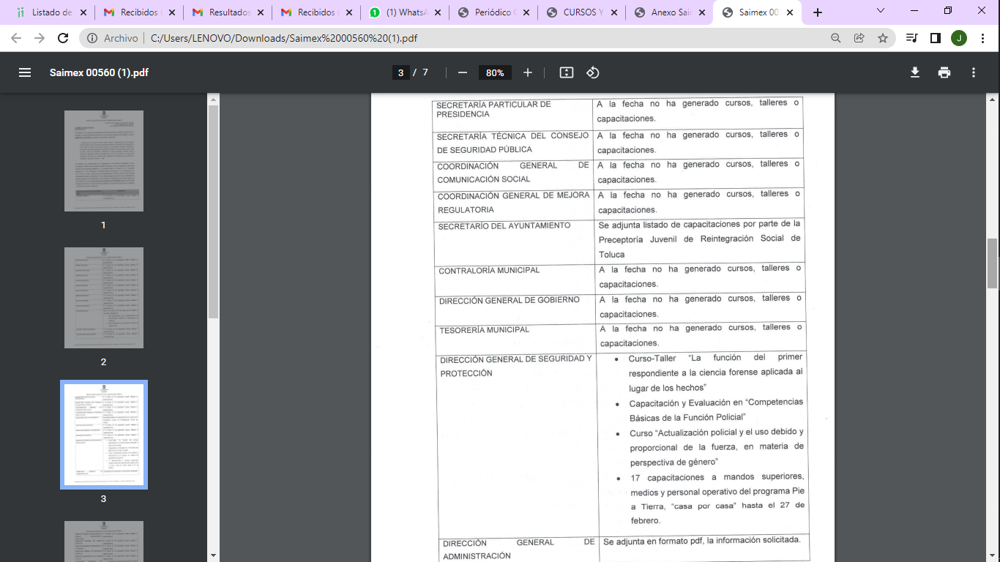 Listado de
Recibidos (
Resultados
Recibidos (
(1) WhatsA
Periódico O
CURSOS Y
Anexo Sain
Saimex 00
Archivo
C:/Users/LENOVO/Downloads/Saimex%2000560%20(1).pdf
J
Saimex 00560 (1).pdf
3 / 7
80%
1
2
3
SECRETARÍA PARTICULAR DE
PRESIDENCIA
A la fecha no ha generado cursos, talleres o
capacitaciones.
SECRETARÍA TÉCNICA DEL CONSEJO
DE SEGURIDAD PÚBLICA
A la fecha no ha generado cursos, talleres o
capacitaciones.
COORDINACIÓN GENERAL DE
COMUNICACIÓN SOCIAL
A la fecha no ha generado cursos, talleres o
capacitaciones.
COORDINACIÓN GENERAL DE MEJORA
REGULATORIA
A la fecha no ha generado cursos, talleres o
capacitaciones.
SECRETARÍO DEL AYUNTAMIENTO
Se adjunta listado de capacitaciones por parte de la
Preceptoría Juvenil de Reintegración Social de
Toluca
CONTRALORÍA MUNICIPAL
A la fecha no ha generado cursos, talleres o
capacitaciones.
DIRECCIÓN GENERAL DE GOBIERNO
A la fecha no ha generado cursos, talleres o
capacitaciones.
TESORERÍA MUNICIPAL
A la fecha no ha generado cursos, talleres o
capacitaciones.
DIRECCIÓN GENERAL DE SEGURIDAD Y
PROTECCIÓN
• Curso-Taller "La función del primer
respondiente a la ciencia forense aplicada al
lugar de los hechos"
• Capacitación y Evaluación en "Competencias
Básicas de la Función Policial"
• Curso "Actuación policial y el uso debido y
proporcional de la fuerza, en materia de
perspectiva de género"
• 17 capacitaciones a mandos superiores,
medios y personal operativo del programa Pie
a Tierra, "casa por casa" hasta el 27 de
febrero.
DIRECCIÓN GENERAL DE
ADMINISTRACIÓN
Se adjunta en formato pdf, la información solicitada.